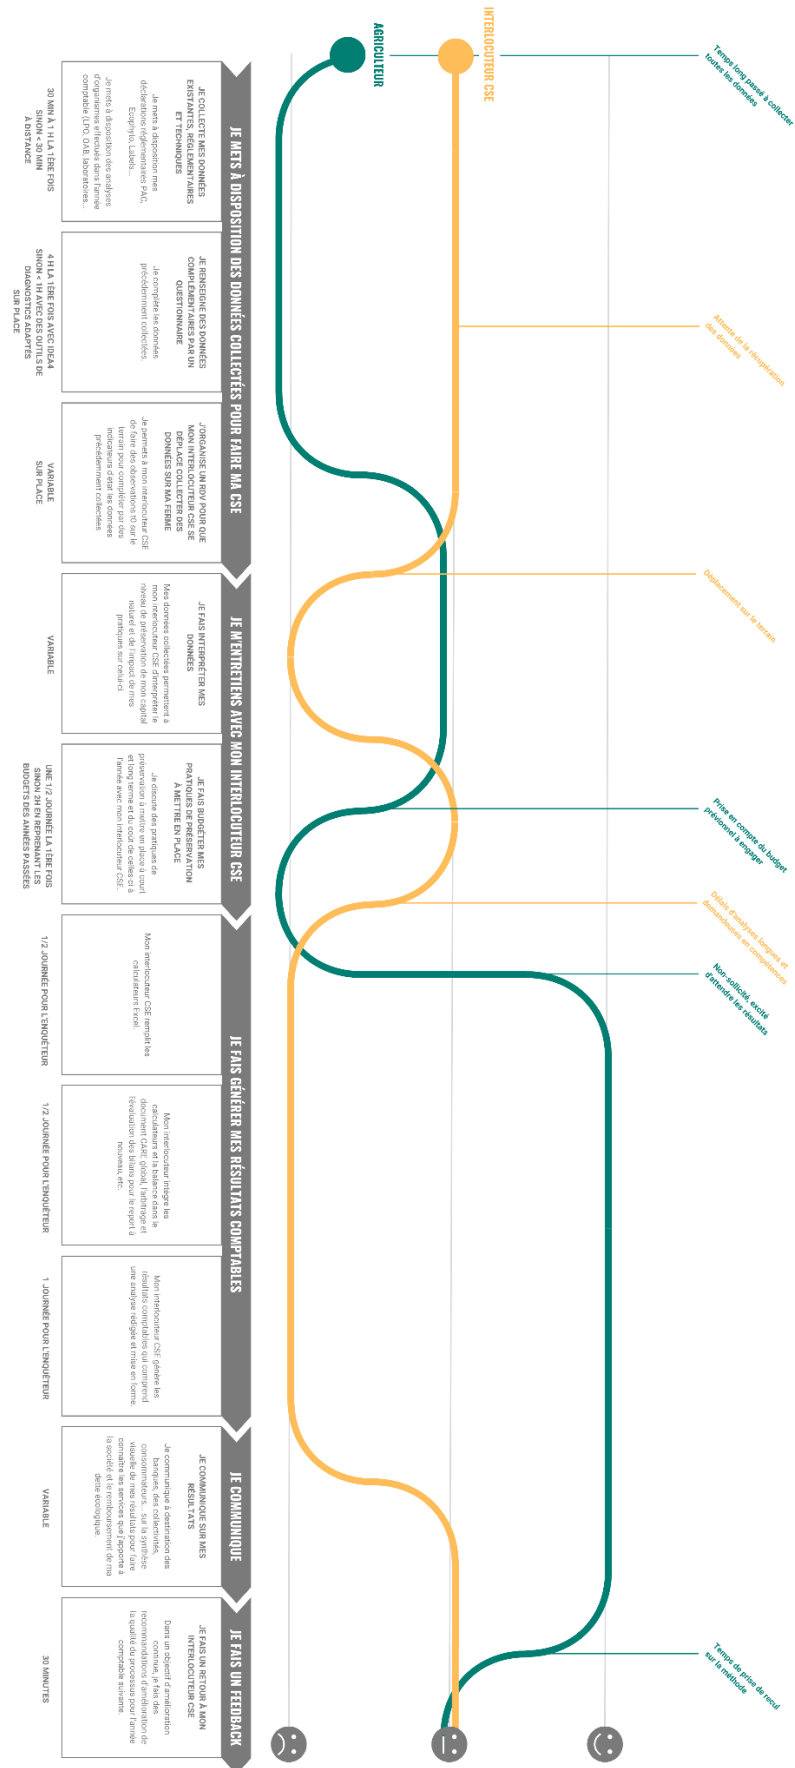 INTERLOCUTEUR CSE
AGRICULTEUR
Temps long passé à collecter
toutes les données
Attente de la récupération
des données
Déplacement sur le terrain
Prise en compte du budget
prévionnel à engager
Délais d'analyses longues et
demandeuses en compétences
Non-sollicité, excité
d'attendre les résultats
Temps de prise de recul
sur la méthode
JE METS À DISPOSITION DES DONNÉES COLLECTÉES POUR FAIRE MA CSE
JE M'ENTRETIENS AVEC MON INTERLOCUTEUR CSE
JE FAIS GÉNÉRER MES RÉSULTATS COMPTABLES
JE COMMUNIQUE
JE FAIS UN FEEDBACK
JE COLLECTE MES DONNÉES
EXISTANTES, RÉGLEMENTAIRES
ET TECHNIQUES
Je mets à disposition mes
déclarations réglementaires PAC,
Ecophyto, Labels...
Je mets à disposition des analyses
d'organismes effectués dans l'année
comptable (LPO, OAB, laboratoires...
30 MIN À 1 H LA 1ÈRE FOIS
SINON < 30 MIN
À DISTANCE
JE RENSEIGNE DES DONNÉES
COMPLÉMENTAIRES PAR UN
QUESTIONNAIRE
Je complète les données
précédemment collectées.
4 H LA 1ÈRE FOIS AVEC IDEA4
SINON < 1H AVEC DES OUTILS DE
DIAGNOSTICS ADAPTÉS
SUR PLACE
J'ORGANISE UN RDV POUR QUE
MON INTERLOCUTEUR CSE SE
DÉPLACE COLLECTER DES
DONNÉES SUR MA FERME
Je permets à mon interlocuteur CSE
de faire des observations t0 sur le
terrain pour compléter par des
indicateurs d'état les données
précédemment collectées
VARIABLE
SUR PLACE
JE FAIS INTERPRÉTER MES
DONNÉES
Mes données collectées permettent à
mon interlocuteur CSE d'interpréter le
niveau de préservation de mon capital
naturel et de l'impact de mes
pratiques sur celui-ci
VARIABLE
JE FAIS BUDGÉTER MES
PRATIQUES DE PRÉSERVATION
À METTRE EN PLACE
Je discute des pratiques de
préservation à mettre en place à court
et long terme et du coût de celles-ci à
l'année avec mon interlocuteur CSE.
UNE 1/2 JOURNÉE LA 1ÈRE FOIS
SINON 2H EN REPRENANT LES
BUDGETS DES ANNÉES PASSÉES
Mon interlocuteur CSE remplit les
calculateurs Excel.
1/2 JOURNÉE POUR L'ENQUÊTEUR
Mon interlocuteur intègre les
calculateurs et la balance dans le
document CARE global, l'arbitrage et
l'évaluation des bilans pour le report à
nouveau, etc.
1/2 JOURNÉE POUR L'ENQUÊTEUR
Mon interlocuteur CSE génère les
résultats comptables qui comprend
une analyse rédigée et mise en forme.
1 JOURNÉE POUR L'ENQUÊTEUR
JE COMMUNIQUE SUR MES
RÉSULTATS
Je communique à destination des
banques, des collectivités,
consommateurs... sur la synthèse
visuelle de mes résultats pour faire
connaître les services que j'apporte à
la société et le remboursement de ma
dette écologique.
VARIABLE
JE FAIS UN RETOUR À MON
INTERLOCUTEUR CSE
Dans un objectif d'amélioration
continue, je fais des
recommandations d'amélioration de
la qualité du processus pour l'année
comptable suivante.
30 MINUTES